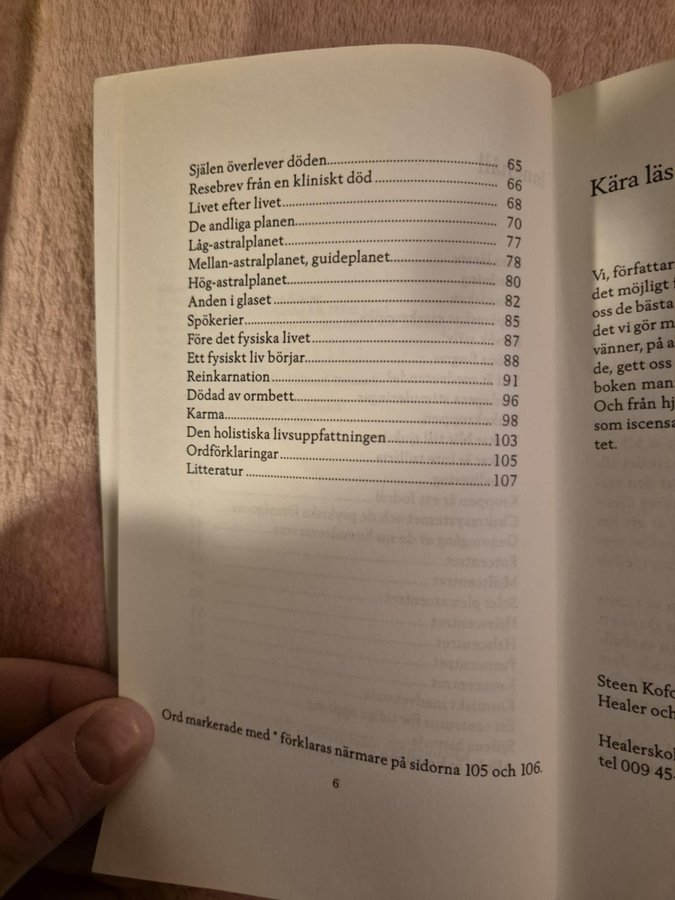 Själen överlever döden 65
Resebrev från en kliniskt död 66
Livet efter livet 68
De andliga planen 70
Låg-astralplanet 77
Mellan-astralplanet, guideplanet 78
Hög-astralplanet 80
Anden i glaset 82
Spökerier 85
Före det fysiska livet 87
Ett fysiskt liv börjar 88
Reinkarnation 91
Dödad av ormbett 96
Karma 98
Den holistiska livsuppfattningen 103
Ordförklaringar 105
Litteratur 107
Ord markerade med * förklaras närmare på sidorna 105 och 106.
6
Kära läs
Vi, författar
det möjligt
oss de bästa
det vi gör m
vänner, på a
de, gett oss
boken man
Och från hj
som iscensa
tet.
Steen Kofo
Healer och
Healerskol
tel 009 45-